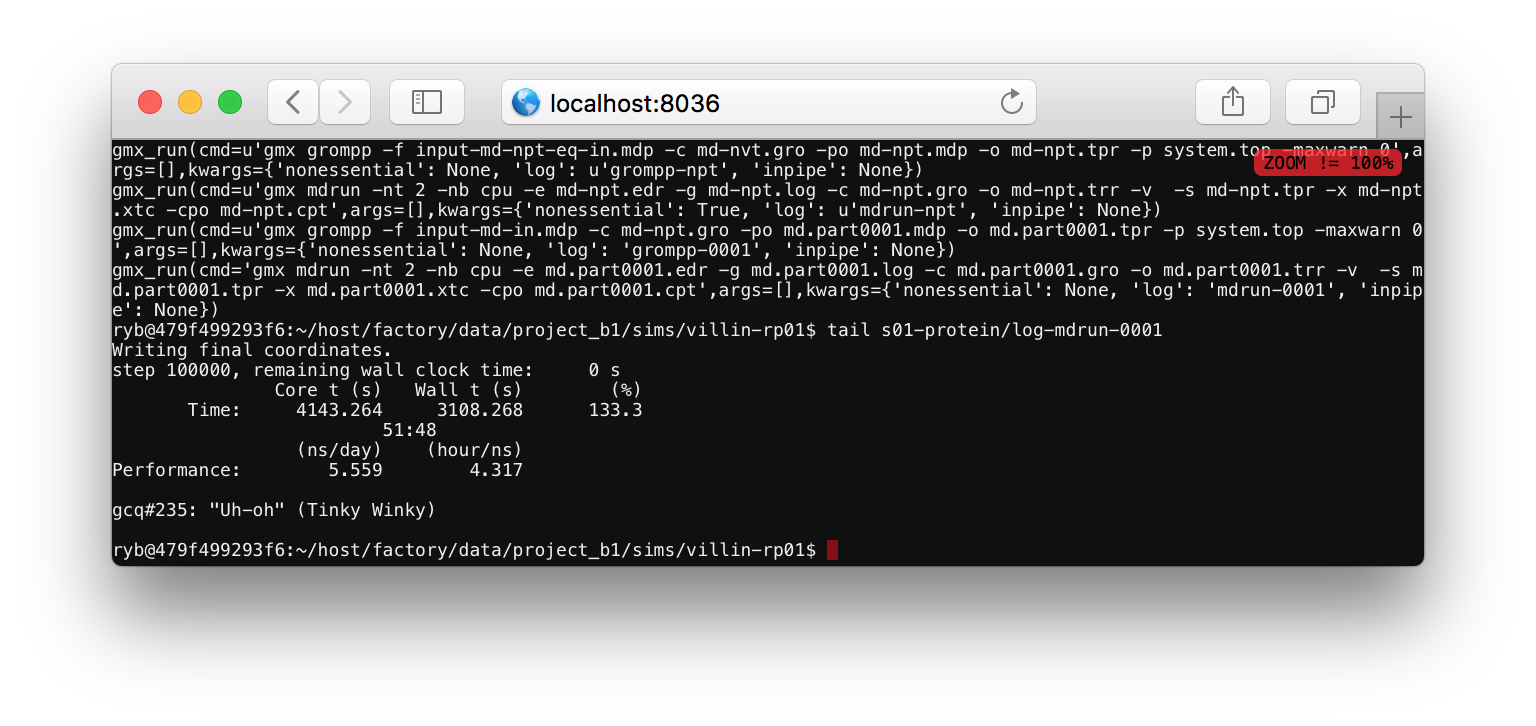 localhost:8036
gmx_run(cmd=u'gmx grompp -f input-md-npt-eq-in.mdp -c md-nvt.gro -po md-npt.mdp -o md-npt.tpr -p system.top -maxwarn 0',a
ZOOM != 100%
rgs=[],kwargs={'nonessential': None, 'log': u'grompp-npt', 'inpipe': None})
gmx_run(cmd=u'gmx mdrun -nt 2 -nb cpu -e md-npt.edr -g md-npt.log -c md-npt.gro -o md-npt.trr -v  -s md-npt.tpr -x md-npt
.xtc -cpo md-npt.cpt',args=[],kwargs={'nonessential': True, 'log': u'mdrun-npt', 'inpipe': None})
gmx_run(cmd=u'gmx grompp -f input-md-in.mdp -c md-npt.gro -po md.part0001.mdp -o md.part0001.tpr -p system.top -maxwarn 0
',args=[],kwargs={'nonessential': None, 'log': 'grompp-0001', 'inpipe': None})
gmx_run(cmd='gmx mdrun -nt 2 -nb cpu -e md.part0001.edr -g md.part0001.log -c md.part0001.gro -o md.part0001.trr -v  -s m
d.part0001.tpr -x md.part0001.xtc -cpo md.part0001.cpt',args=[],kwargs={'nonessential': None, 'log': 'mdrun-0001', 'inpip
e': None})
ryb@479f499293f6:~/host/factory/data/project_b1/sims/villin-rp01$ tail s01-protein/log-mdrun-0001
Writing final coordinates.
step 100000, remaining wall clock time:     0 s
               Core t (s)   Wall t (s)        (%)
       Time:     4143.264     3108.268      133.3
                         51:48
                 (ns/day)    (hour/ns)
Performance:        5.559        4.317
gcq#235: "Uh-oh" (Tinky Winky)
ryb@479f499293f6:~/host/factory/data/project_b1/sims/villin-rp01$